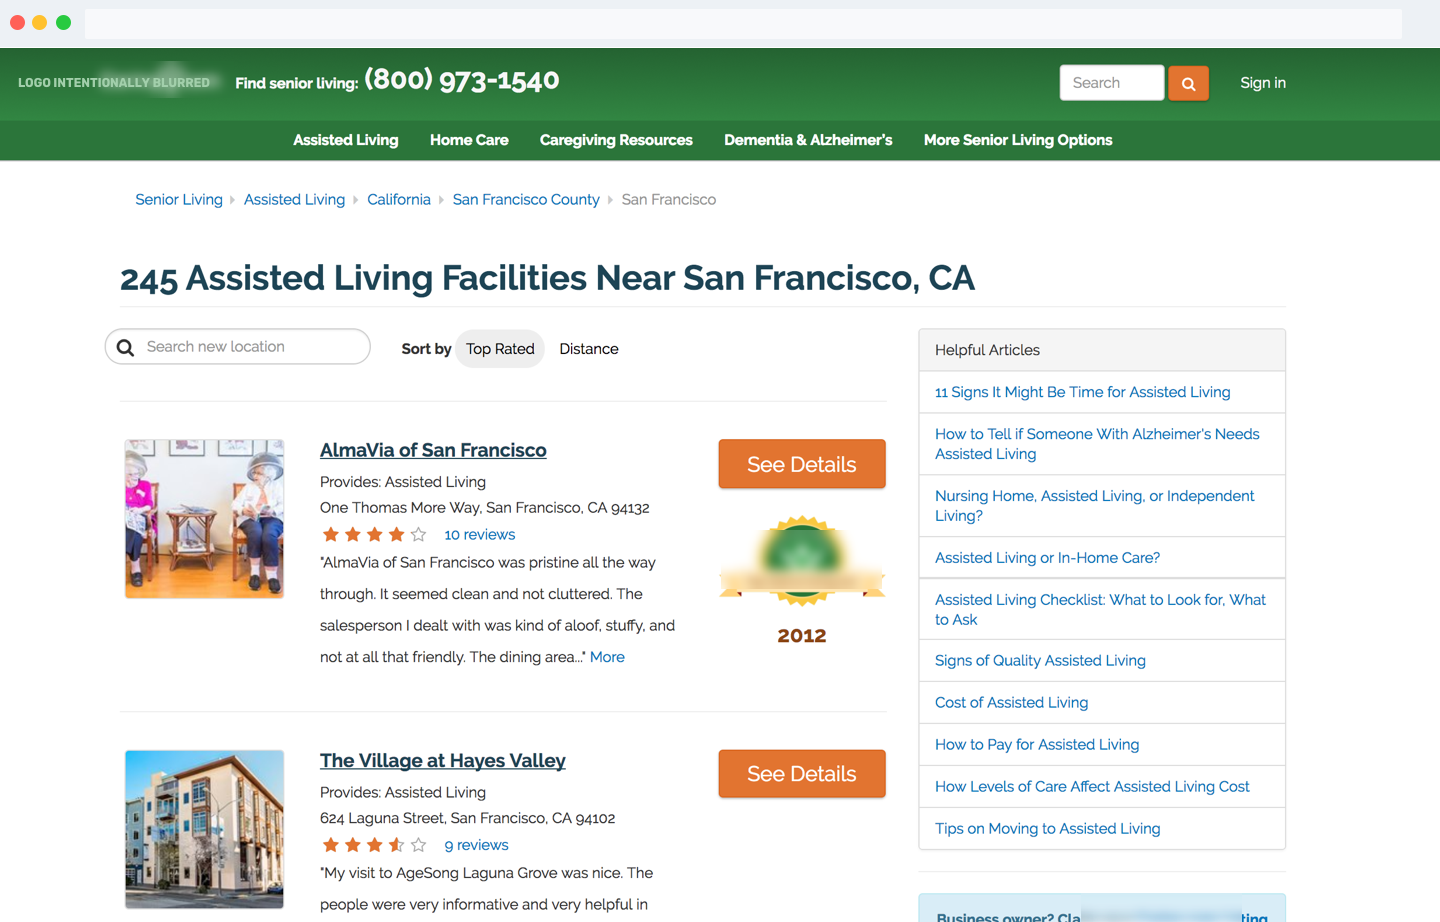 LOGO INTENTIONALLY BLURRED
Find senior living: (800) 973-1540
Search
Sign in
Assisted Living
Home Care
Caregiving Resources
Dementia & Alzheimer's
More Senior Living Options
Senior Living
Assisted Living
California
San Francisco County
San Francisco
245 Assisted Living Facilities Near San Francisco, CA
Search new location
Sort by
Top Rated
Distance
AlmaVia of San Francisco
Provides: Assisted Living
One Thomas More Way, San Francisco, CA 94132
10 reviews
"AlmaVia of San Francisco was pristine all the way
through. It seemed clean and not cluttered. The
salesperson I dealt with was kind of aloof, stuffy, and
not at all that friendly. The dining area..." More
See Details
2012
The Village at Hayes Valley
Provides: Assisted Living
624 Laguna Street, San Francisco, CA 94102
9 reviews
"My visit to AgeSong Laguna Grove was nice. The
people were very informative and very helpful in
See Details
Helpful Articles
11 Signs It Might Be Time for Assisted Living
How to Tell if Someone With Alzheimer's Needs
Assisted Living
Nursing Home, Assisted Living, or Independent
Living?
Assisted Living or In-Home Care?
Assisted Living Checklist: What to Look for, What
to Ask
Signs of Quality Assisted Living
Cost of Assisted Living
How to Pay for Assisted Living
How Levels of Care Affect Assisted Living Cost
Tips on Moving to Assisted Living
Business owner?